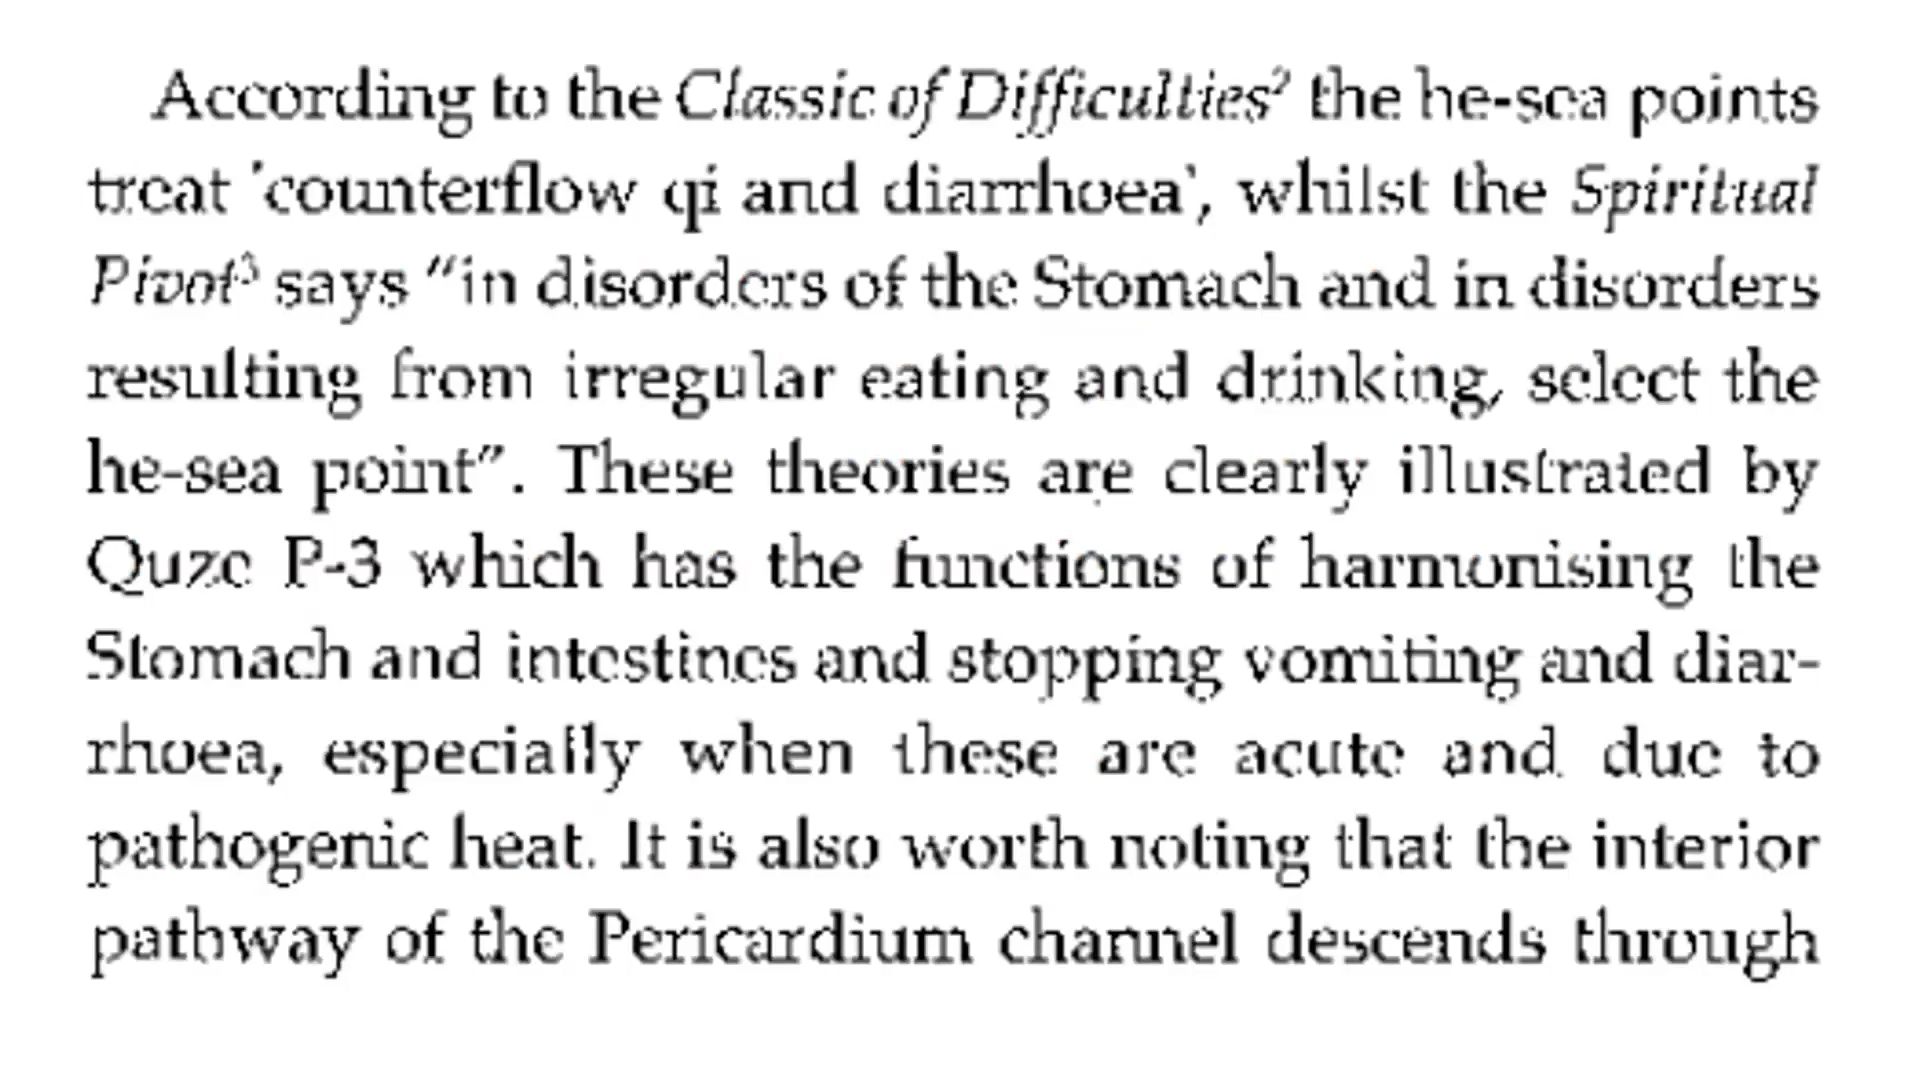 According to the Classic of Difficulties² the he-sea points
treat 'counterflow qi and diarrhoea', whilst the Spiritual
Pivot³ says "in disorders of the Stomach and in disorders
resulting from irregular eating and drinking, select the
he-sea point". These theories are clearly illustrated by
Quze P-3 which has the functions of harmonising the
Stomach and intestines and stopping vomiting and diar-
rhoea, especially when these are acute and due to
pathogenic heat. It is also worth noting that the interior
pathway of the Pericardium channel descends through